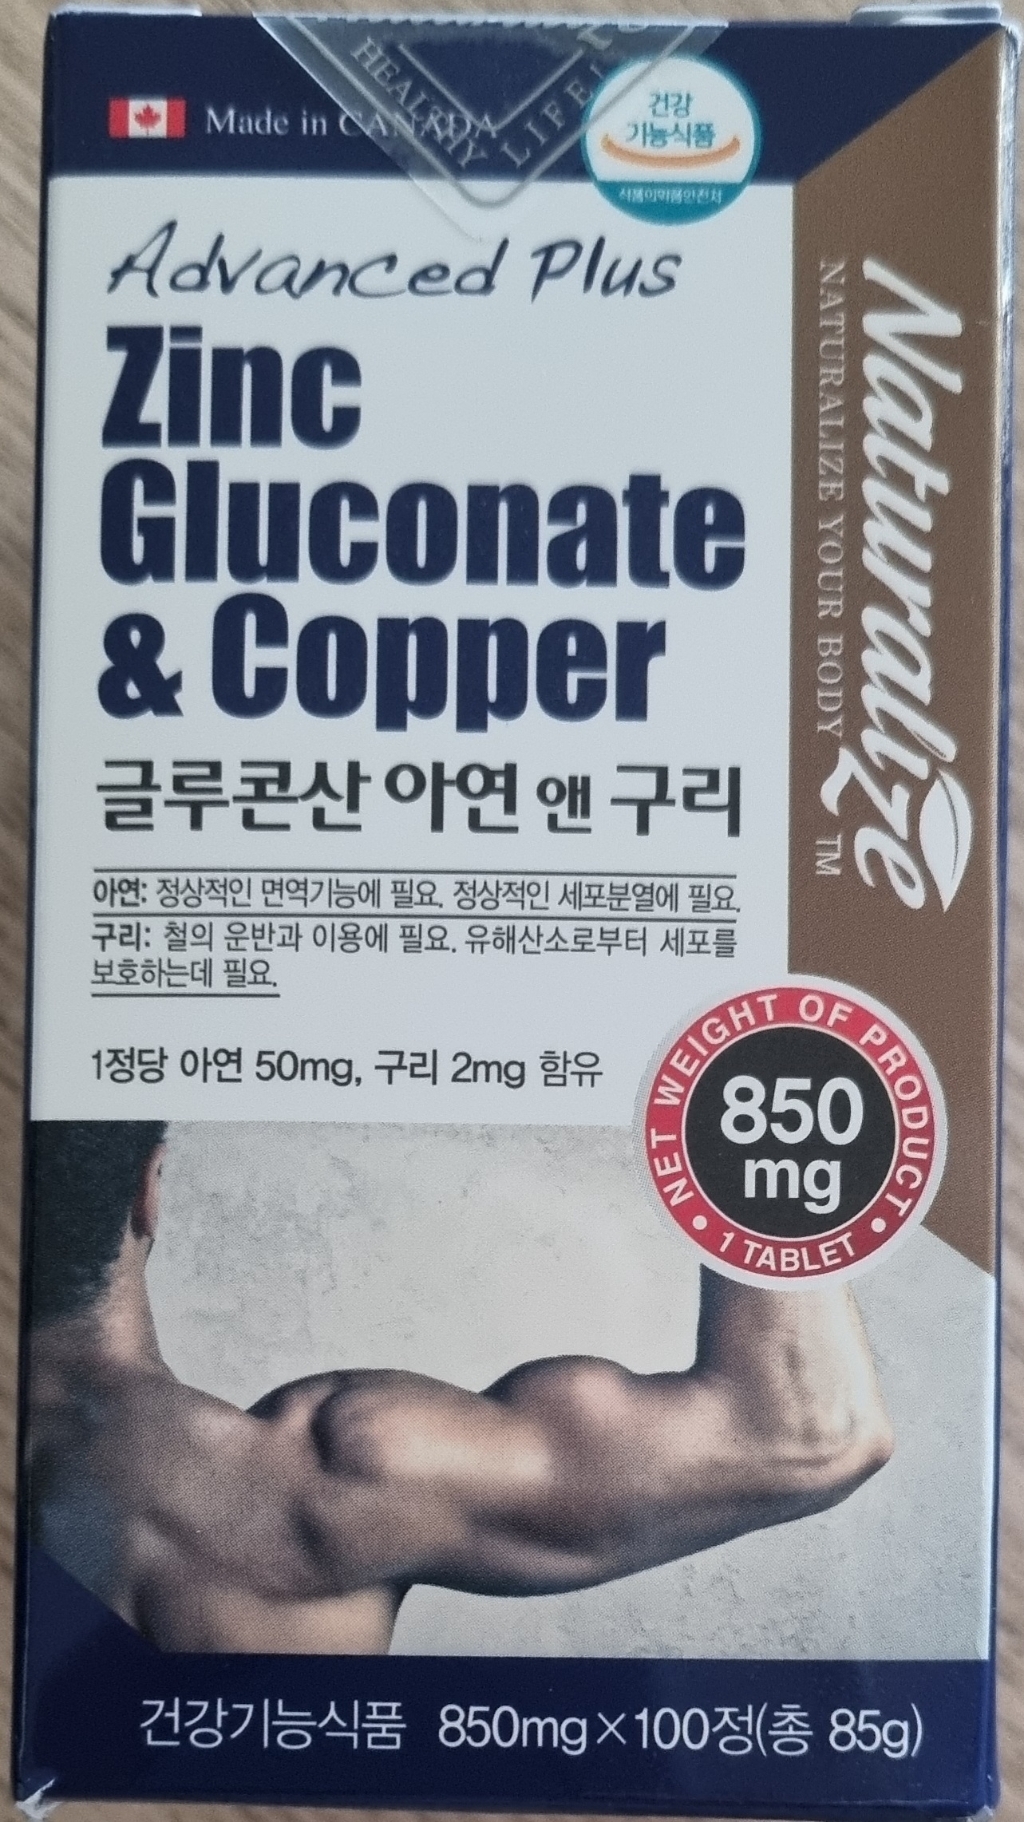 Made in CANADA
HEALTHY LIFE
건강
기능식품
식품의약품안전처
Advanced Plus
Zinc
Gluconate
& Copper
글루콘산 아연 앤 구리
아연: 정상적인 면역기능에 필요. 정상적인 세포분열에 필요.
구리: 철의 운반과 이용에 필요. 유해산소로부터 세포를
보호하는데 필요.
1정당 아연 50mg, 구리 2mg 함유
Naturalize TM
NATURALIZE YOUR BODY
NET WEIGHT OF PRODUCT
850
mg
• 1 TABLET •
건강기능식품 850mg×100정(총 85g)